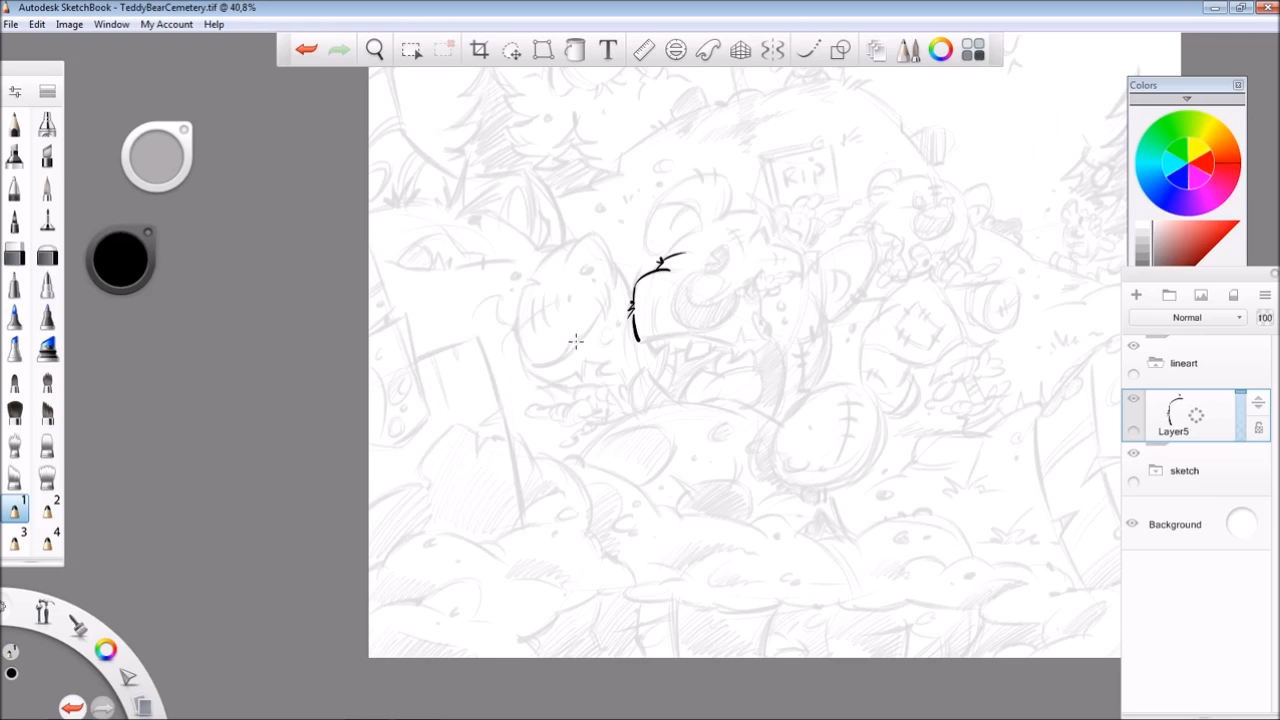 Autodesk SketchBook - TeddyBearCemetery.tif @ 40,8%
File Edit Image Window My Account Help
T
Colors
RIP
Normal 100
lineart
Layer5
sketch
Background
1 2
3 4